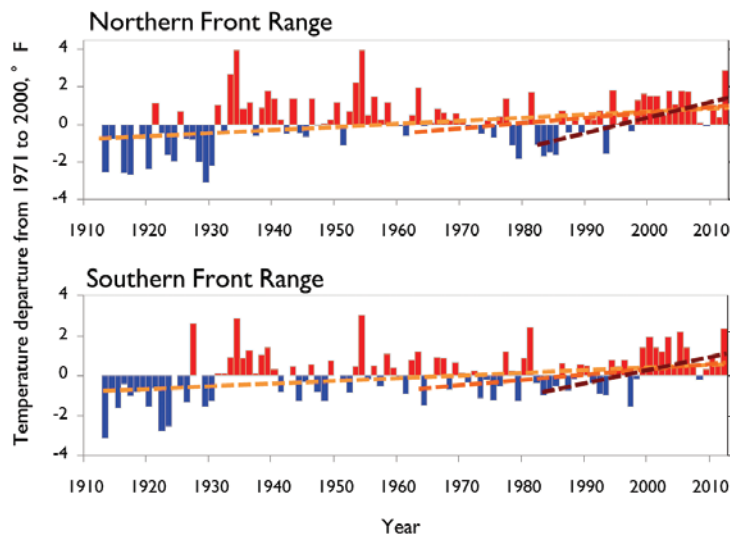 Northern Front Range
4
2
0
-2
-4
1910 1920 1930 1940 1950 1960 1970 1980 1990 2000 2010
Southern Front Range
4
2
0
-2
-4
1910 1920 1930 1940 1950 1960 1970 1980 1990 2000 2010
Year
Temperature departure from 1971 to 2000, ° F